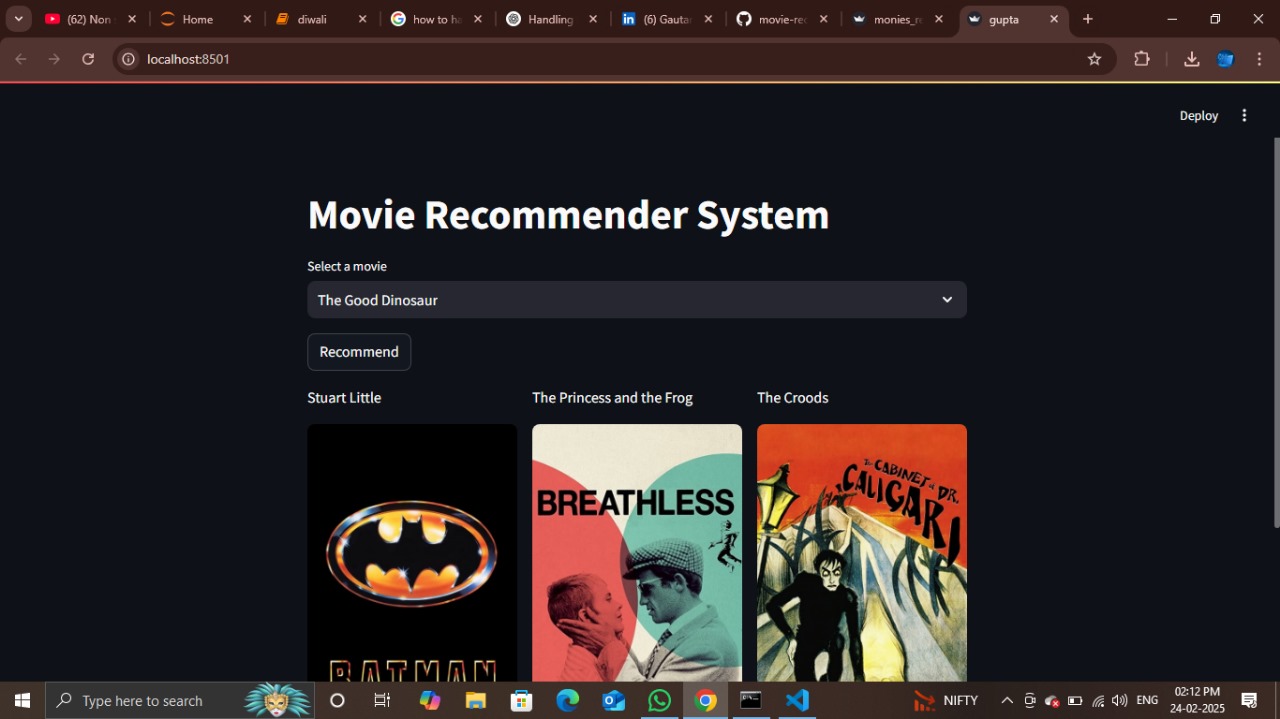 (62) Non
Home
diwali
how to ha
Handling
(6) Gautar
movie-rec
monies_re
gupta
localhost:8501
Deploy
Movie Recommender System
Select a movie
The Good Dinosaur
Recommend
Stuart Little
The Princess and the Frog
The Croods
BATMAN
BREATHLESS
THE CABINET OF DR.
CALIGARI
Type here to search
NIFTY
ENG
02:12 PM
24-02-2025